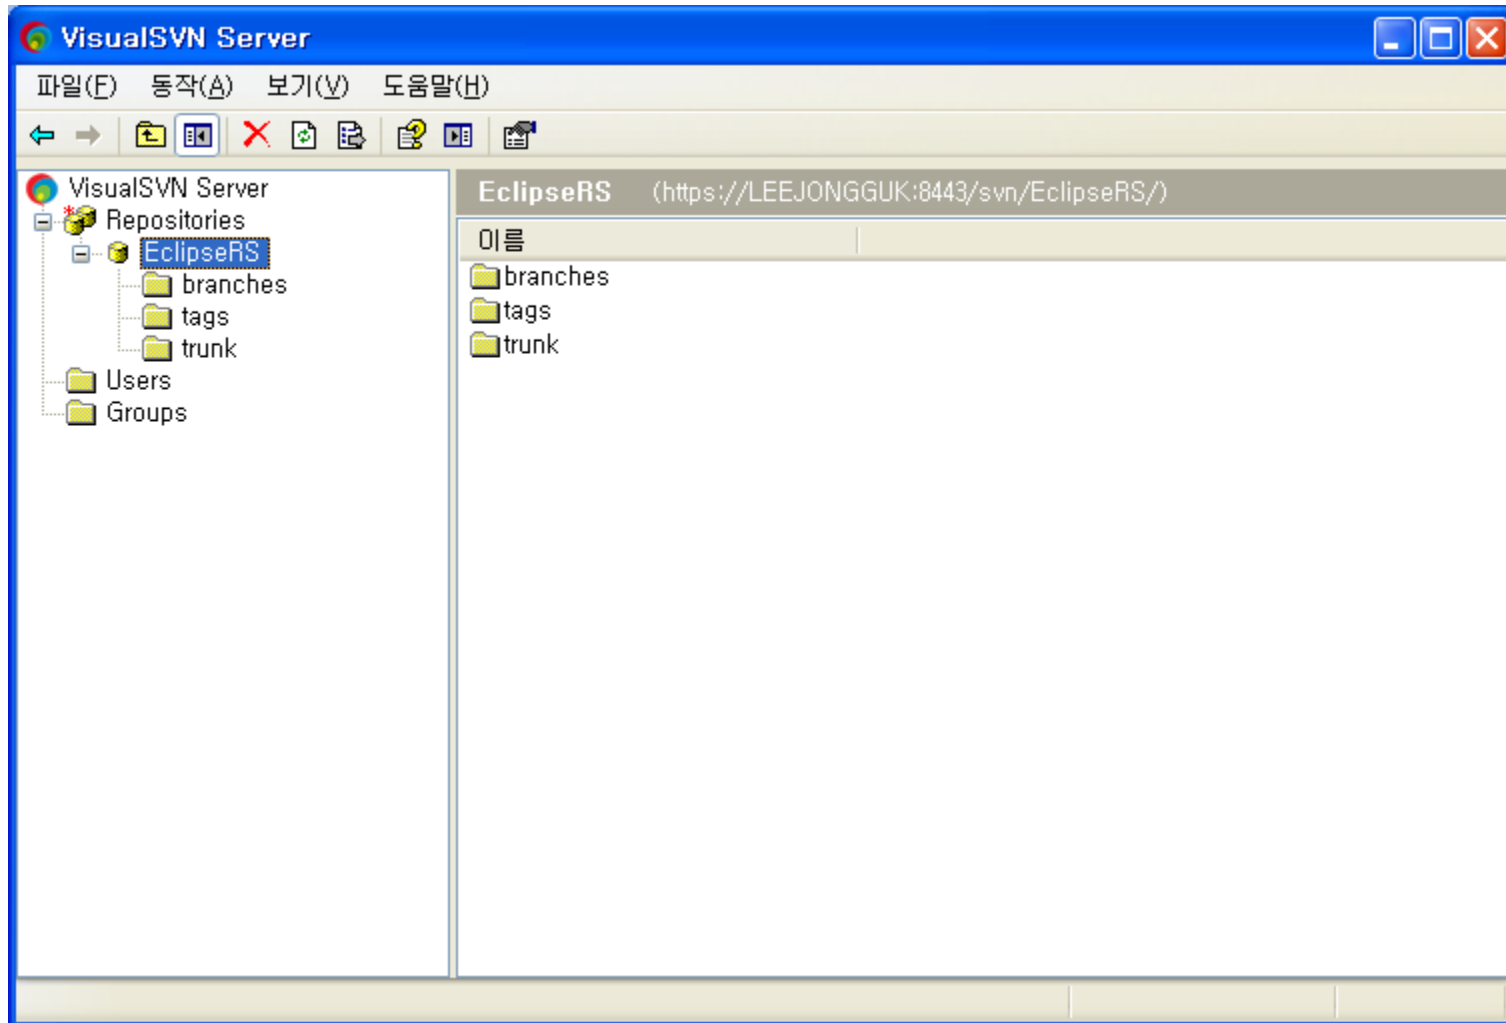 VisualSVN Server
파일(F) 동작(A) 보기(V) 도움말(H)
VisualSVN Server
Repositories
EclipseRS
branches
tags
trunk
Users
Groups
EclipseRS (https://LEEJONGGUK:8443/svn/EclipseRS/)
이름
branches
tags
trunk